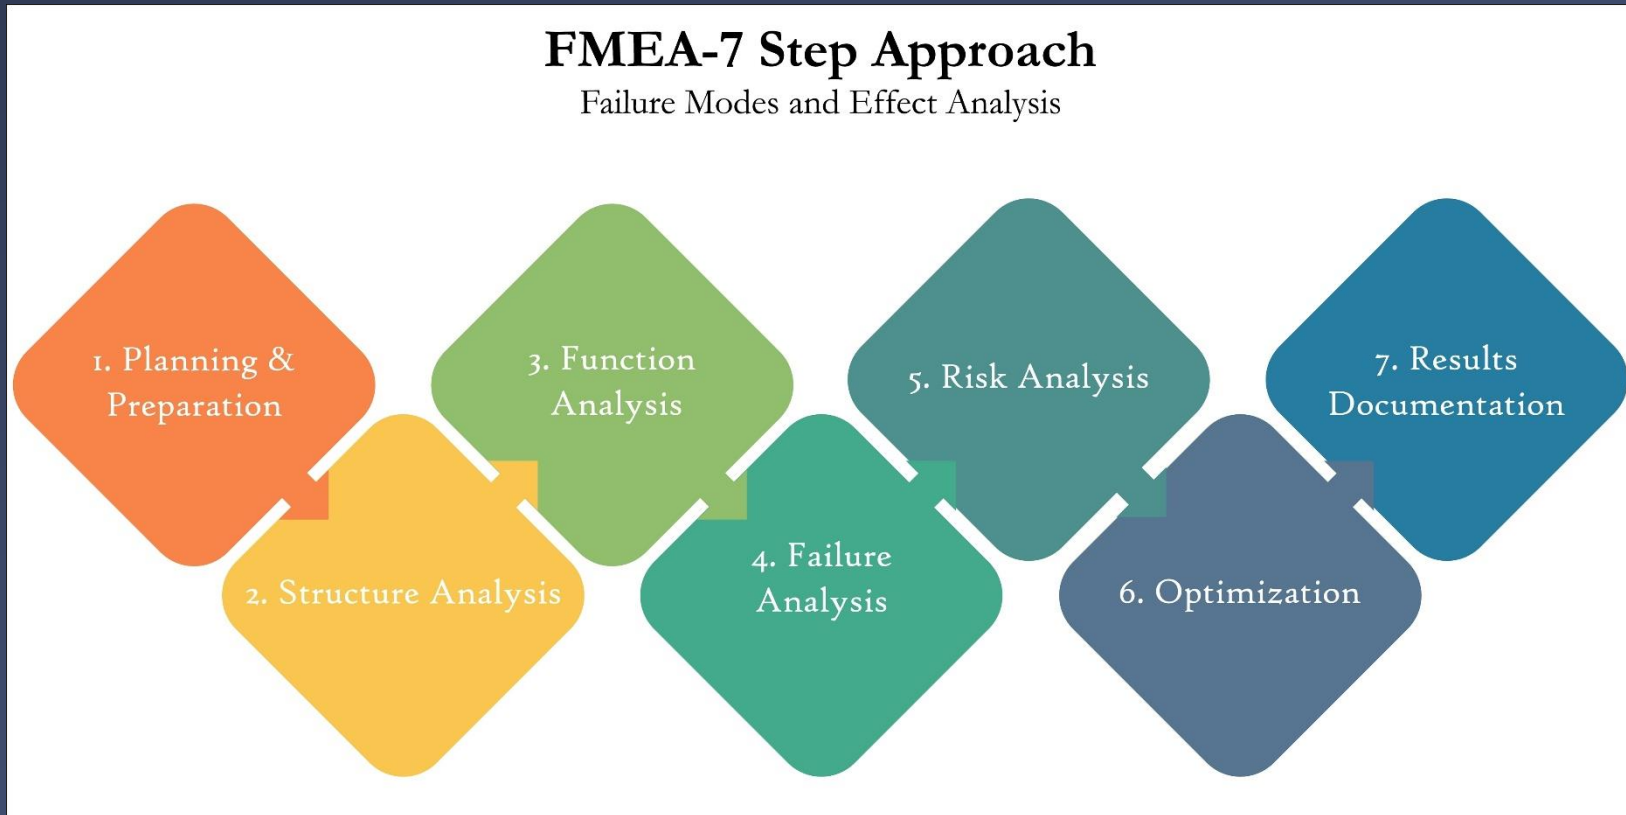 FMEA-7 Step Approach
Failure Modes and Effect Analysis
1. Planning &
Preparation
2. Structure Analysis
3. Function
Analysis
4. Failure
Analysis
5. Risk Analysis
6. Optimization
7. Results
Documentation